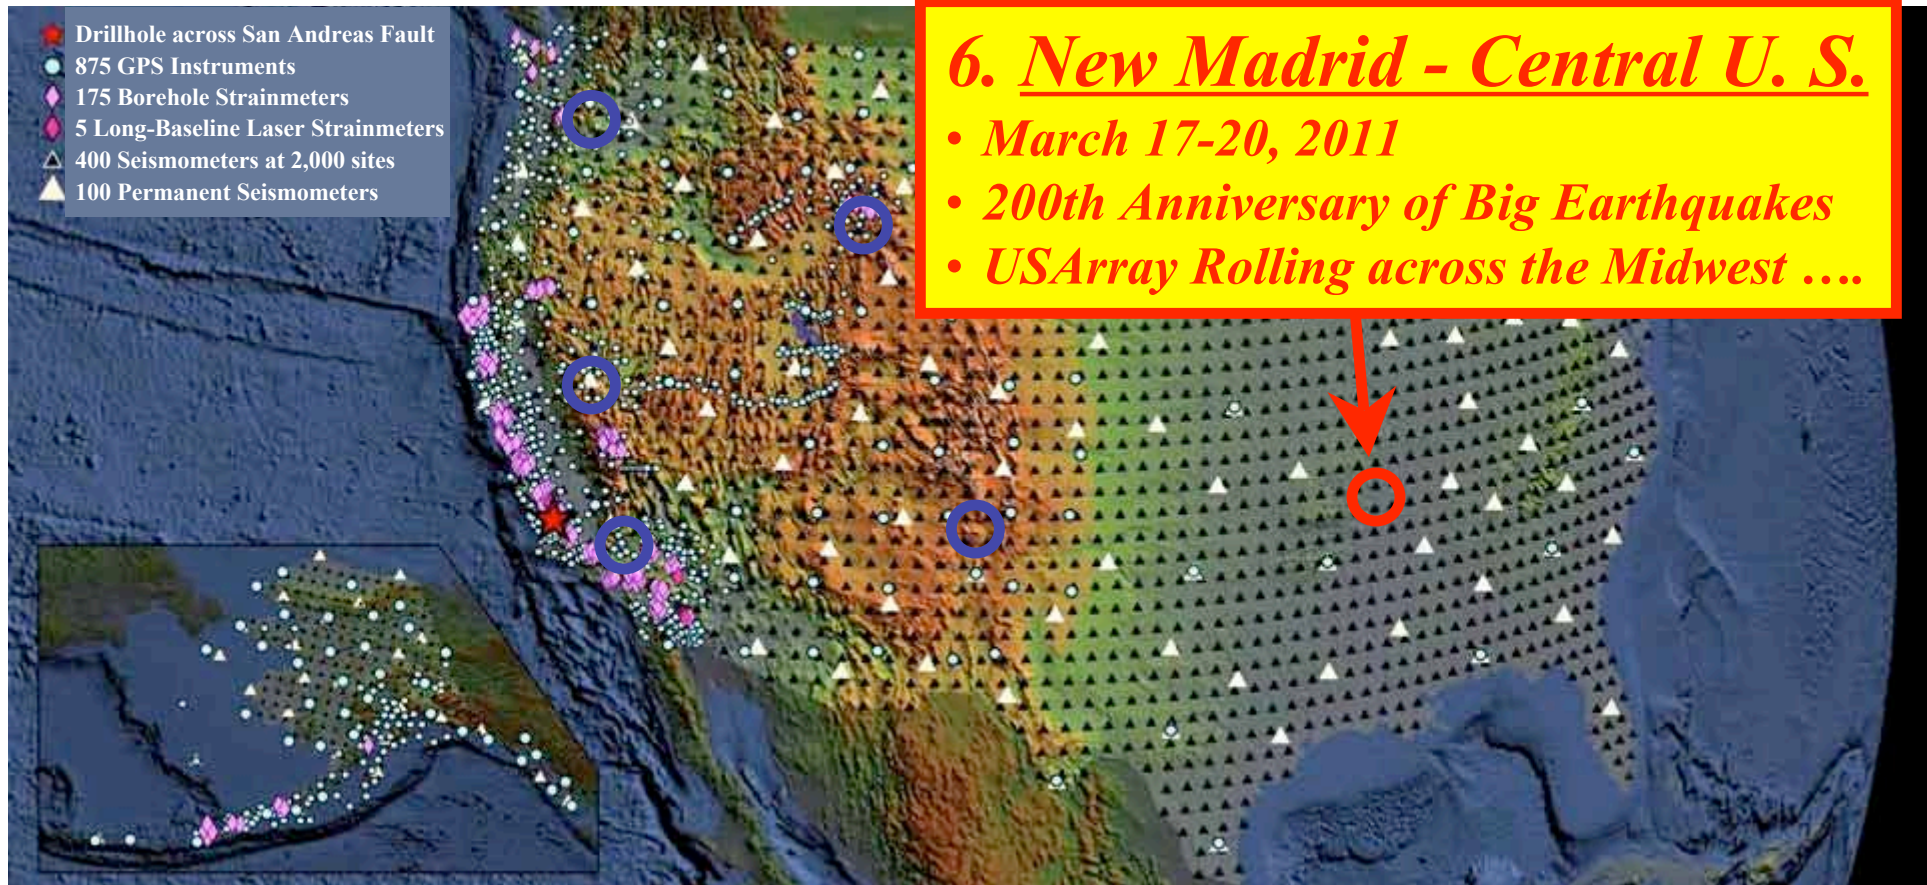 Drillhole across San Andreas Fault
875 GPS Instruments
175 Borehole Strainmeters
5 Long-Baseline Laser Strainmeters
400 Seismometers at 2,000 sites
100 Permanent Seismometers
6. New Madrid - Central U. S.
• March 17-20, 2011
• 200th Anniversary of Big Earthquakes
• USArray Rolling across the Midwest ….